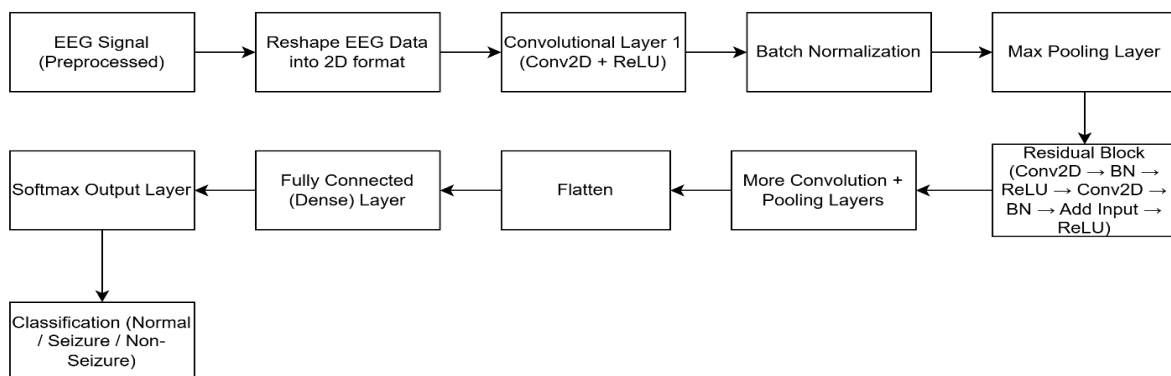 EEG Signal
(Preprocessed)
Reshape EEG Data
into 2D format
Convolutional Layer 1
(Conv2D + ReLU)
Batch Normalization
Max Pooling Layer
Residual Block
(Conv2D → BN →
ReLU → Conv2D →
BN → Add Input →
ReLU)
More Convolution +
Pooling Layers
Flatten
Fully Connected
(Dense) Layer
Softmax Output Layer
Classification (Normal
/ Seizure / Non-
Seizure)